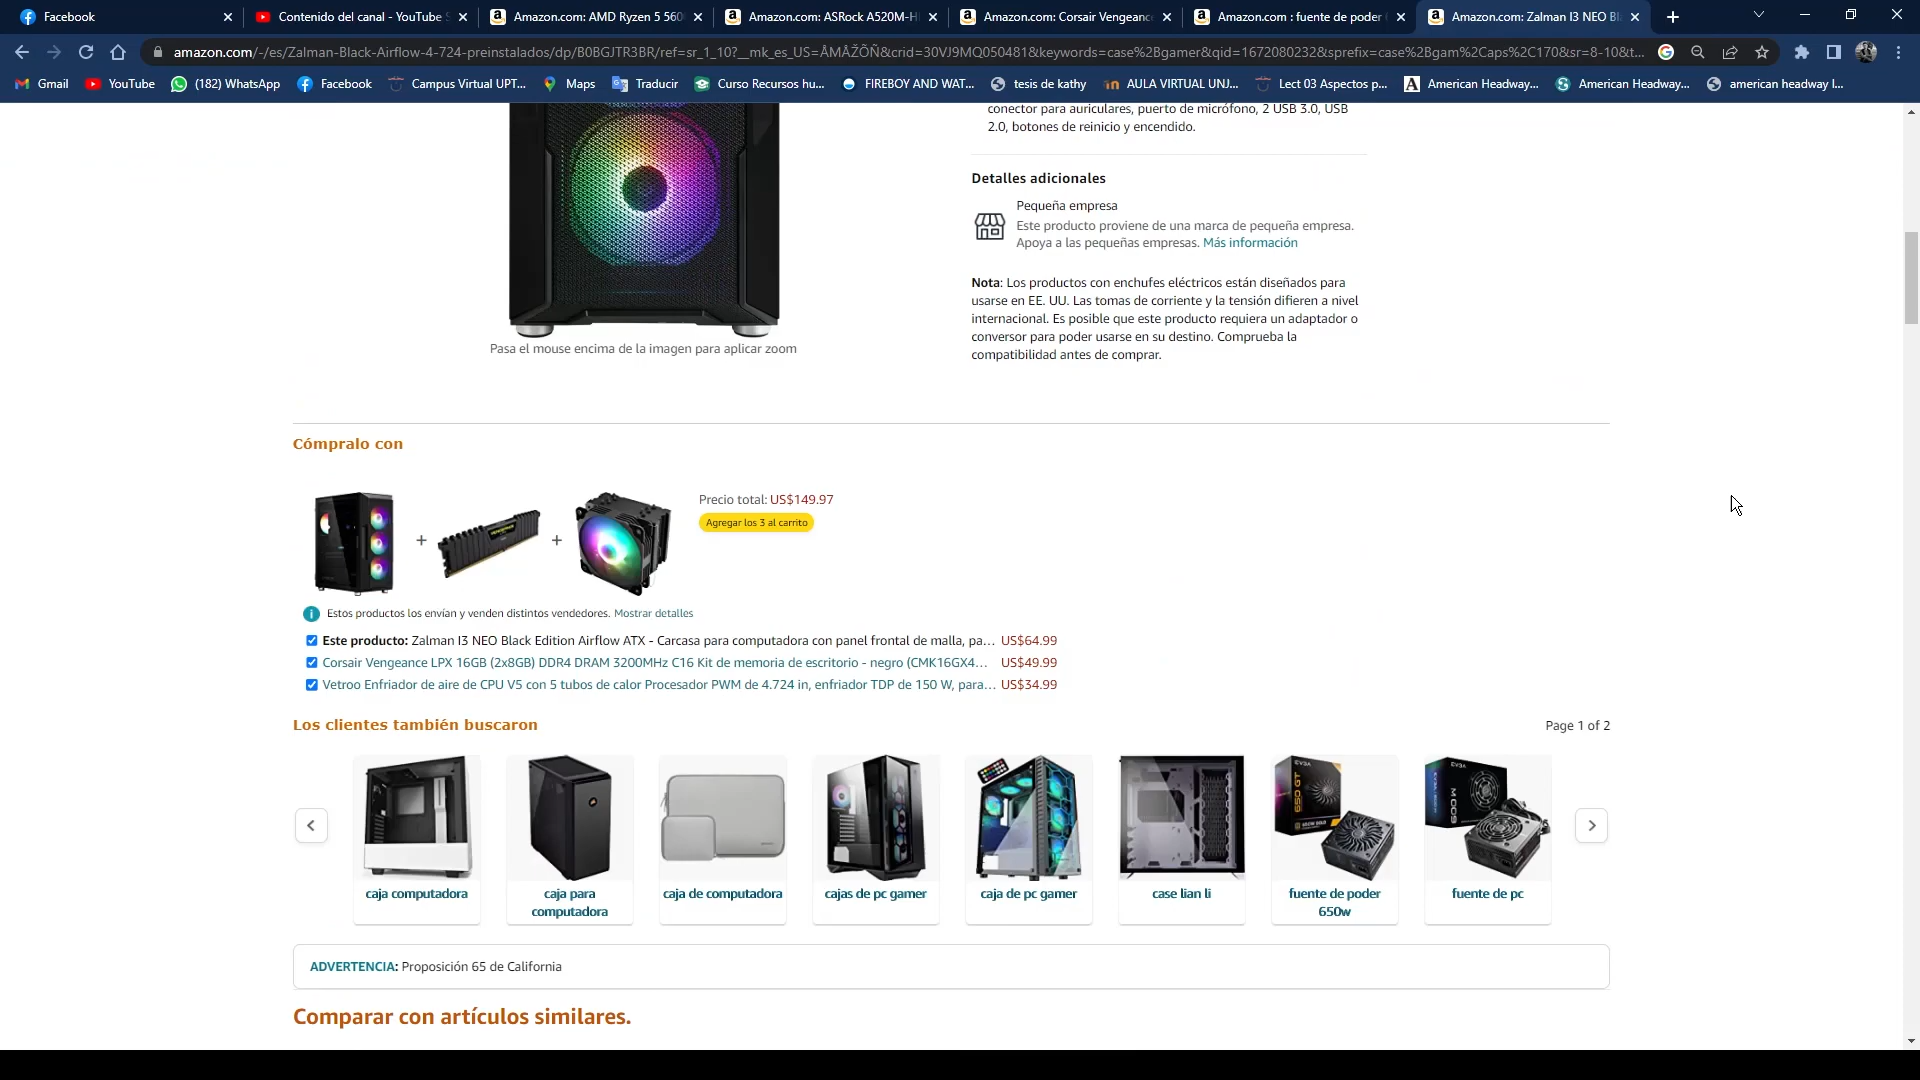 Facebook
Contenido del canal - YouTube S
Amazon.com: AMD Ryzen 5 560
Amazon.com: ASRock A520M-H
Amazon.com: Corsair Vengeance
Amazon.com : fuente de poder
Amazon.com: Zalman I3 NEO Bl
amazon.com/-/es/Zalman-Black-Airflow-4-724-preinstalados/dp/B0BGJTR3BR/ref=sr_1_10?__mk_es_US=ÅMÅŽÕÑ&crid=30VJ9MQ050481&keywords=case%2Bgamer&qid=1672080232&sprefix=case%2Bgam%2Caps%2C170&sr=8-10&t...
Gmail
YouTube
(182) WhatsApp
Facebook
Campus Virtual UPT...
Maps
Traducir
Curso Recursos hu...
FIREBOY AND WAT...
tesis de kathy
AULA VIRTUAL UNJ...
Lect 03 Aspectos p...
American Headway...
American Headway...
american headway l...
conector para auriculares, puerto de micrófono, 2 USB 3.0, USB
2.0, botones de reinicio y encendido.
Detalles adicionales
Pequeña empresa
Este producto proviene de una marca de pequeña empresa.
Apoya a las pequeñas empresas. Más información
Nota: Los productos con enchufes eléctricos están diseñados para
usarse en EE. UU. Las tomas de corriente y la tensión difieren a nivel
internacional. Es posible que este producto requiera un adaptador o
conversor para poder usarse en su destino. Comprueba la
compatibilidad antes de comprar.
Pasa el mouse encima de la imagen para aplicar zoom
Cómpralo con
Precio total: US$149.97
Agregar los 3 al carrito
Estos productos los envían y venden distintos vendedores. Mostrar detalles
Este producto: Zalman I3 NEO Black Edition Airflow ATX - Carcasa para computadora con panel frontal de malla, pa... US$64.99
Corsair Vengeance LPX 16GB (2x8GB) DDR4 DRAM 3200MHz C16 Kit de memoria de escritorio - negro (CMK16GX4... US$49.99
Vetroo Enfriador de aire de CPU V5 con 5 tubos de calor Procesador PWM de 4.724 in, enfriador TDP de 150 W, para... US$34.99
Los clientes también buscaron
Page 1 of 2
caja computadora
caja para
computadora
caja de computadora
cajas de pc gamer
caja de pc gamer
case lian li
fuente de poder
650w
fuente de pc
ADVERTENCIA: Proposición 65 de California
Comparar con artículos similares.